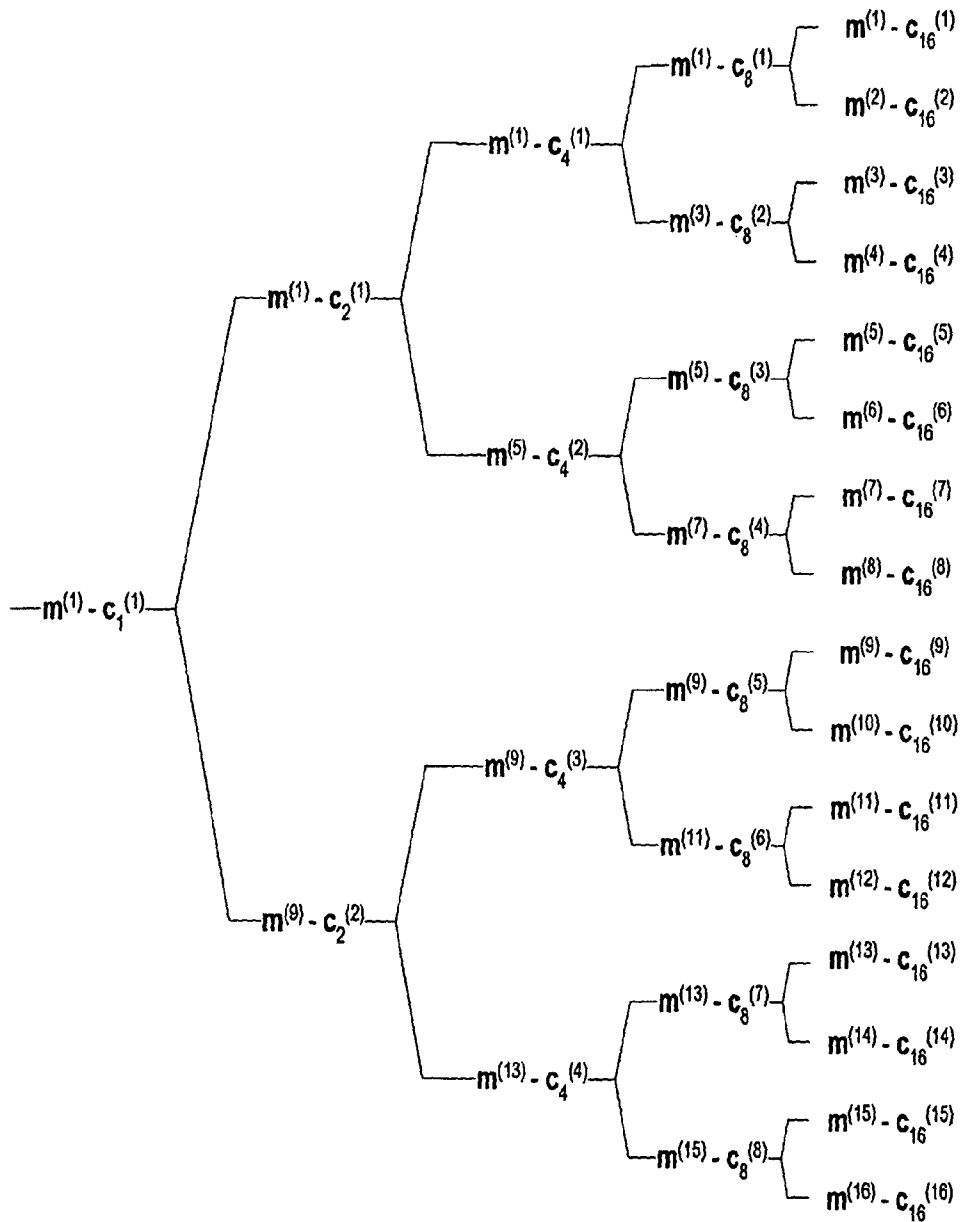 m(1) - c16(1)
m(1) - c8(1)
m(2) - c16(2)
m(1) - c4(1)
m(3) - c16(3)
m(3) - c8(2)
m(4) - c16(4)
m(1) - c2(1)
m(5) - c16(5)
m(5) - c8(3)
m(6) - c16(6)
m(5) - c4(2)
m(7) - c16(7)
m(7) - c8(4)
m(8) - c16(8)
m(1) - c1(1)
m(9) - c16(9)
m(9) - c8(5)
m(10) - c16(10)
m(9) - c4(3)
m(11) - c16(11)
m(11) - c8(6)
m(12) - c16(12)
m(9) - c2(2)
m(13) - c16(13)
m(13) - c8(7)
m(14) - c16(14)
m(13) - c4(4)
m(15) - c16(15)
m(15) - c8(8)
m(16) - c16(16)